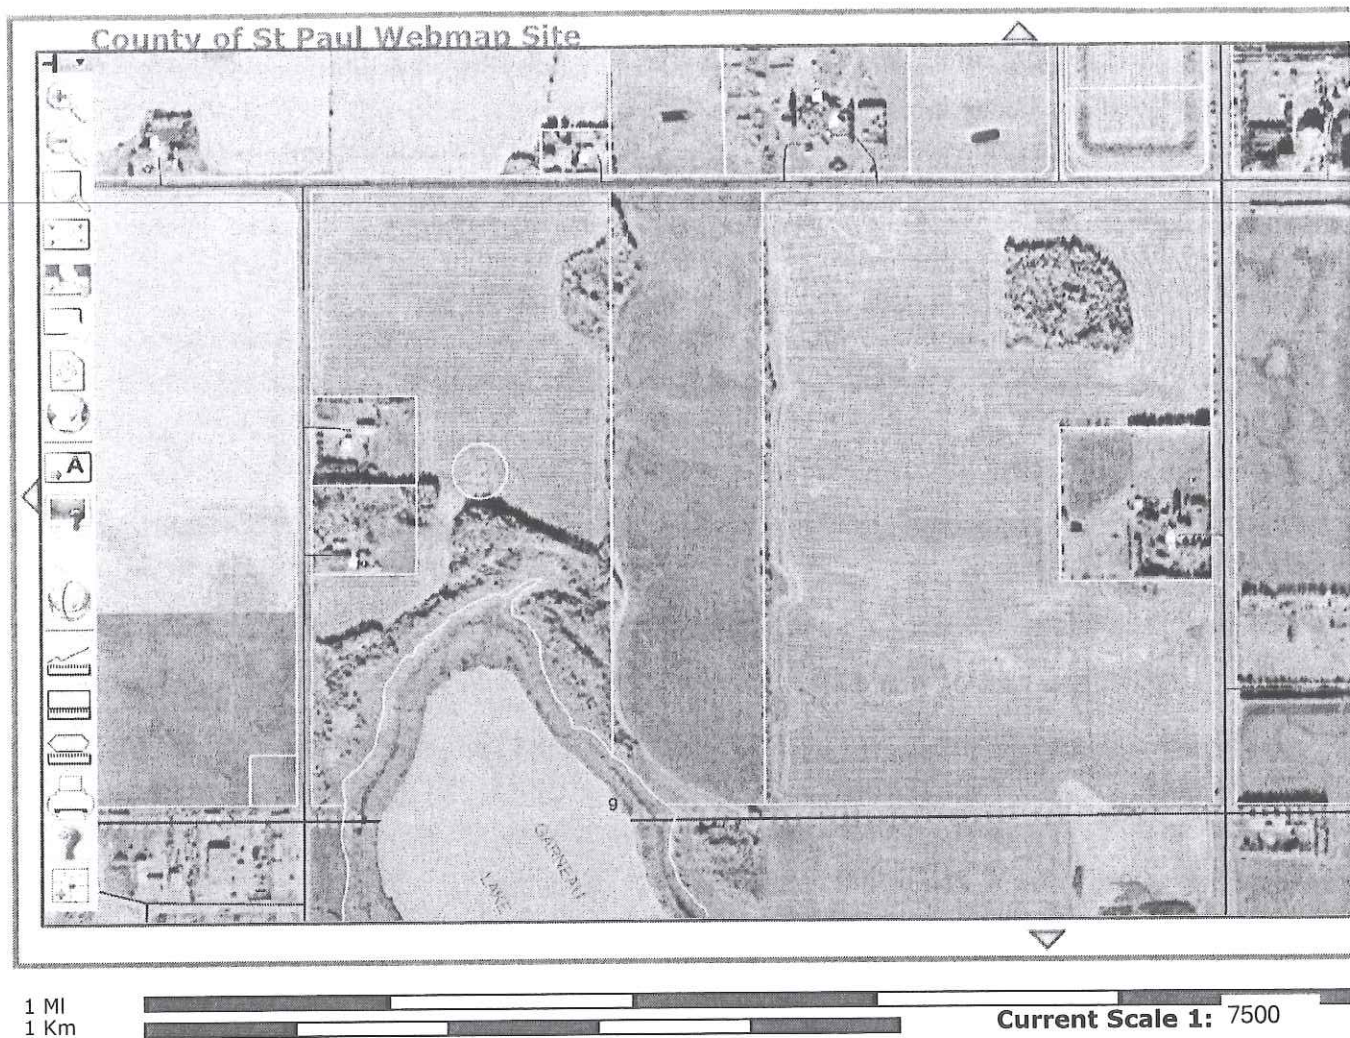 County of St Paul Webmap Site
A
?
?
9
GARNEAU
LAKE
1 MI
1 Km
Current Scale 1: 7500